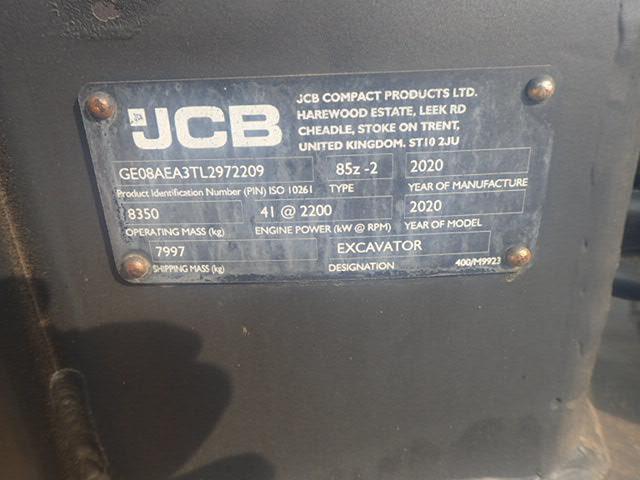 JCB
JCB COMPACT PRODUCTS LTD.
HAREWOOD ESTATE, LEEK RD
CHEADLE, STOKE ON TRENT,
UNITED KINGDOM. ST10 2JU
GE08AEA3TL2972209 85z -2 2020
Product Identification Number (PIN) ISO 10261 TYPE YEAR OF MANUFACTURE
8350 41 @ 2200 2020
OPERATING MASS (kg) ENGINE POWER (kW @ RPM) YEAR OF MODEL
7997 EXCAVATOR
SHIPPING MASS (kg) DESIGNATION 400/M9923